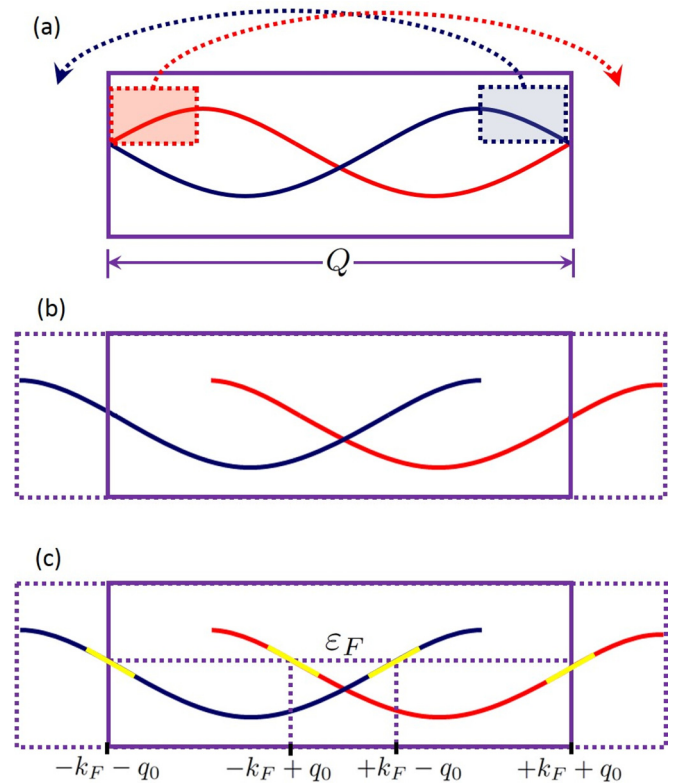 (a)
Q
(b)
(c)
ε_F
−k_F − q_0 −k_F + q_0 +k_F − q_0 +k_F + q_0